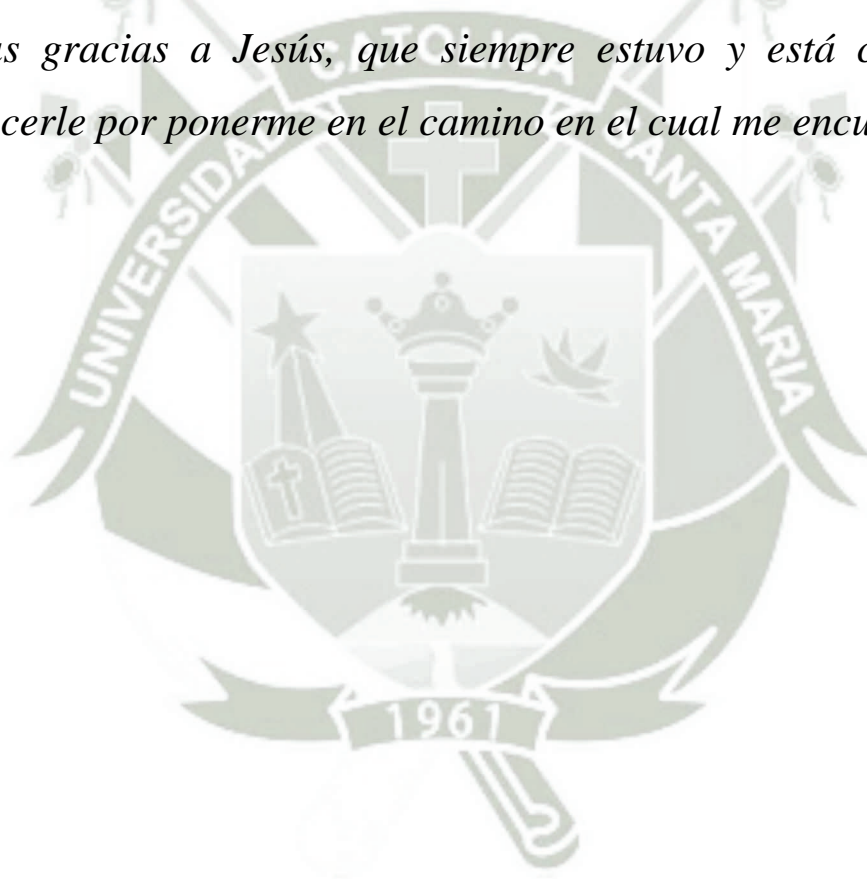 as gracias a Jesús, que siempre estuvo y está
cerle por ponerme en el camino en el cual me encu
UNIVERSIDAD CATOLICA SANTA MARIA
1961